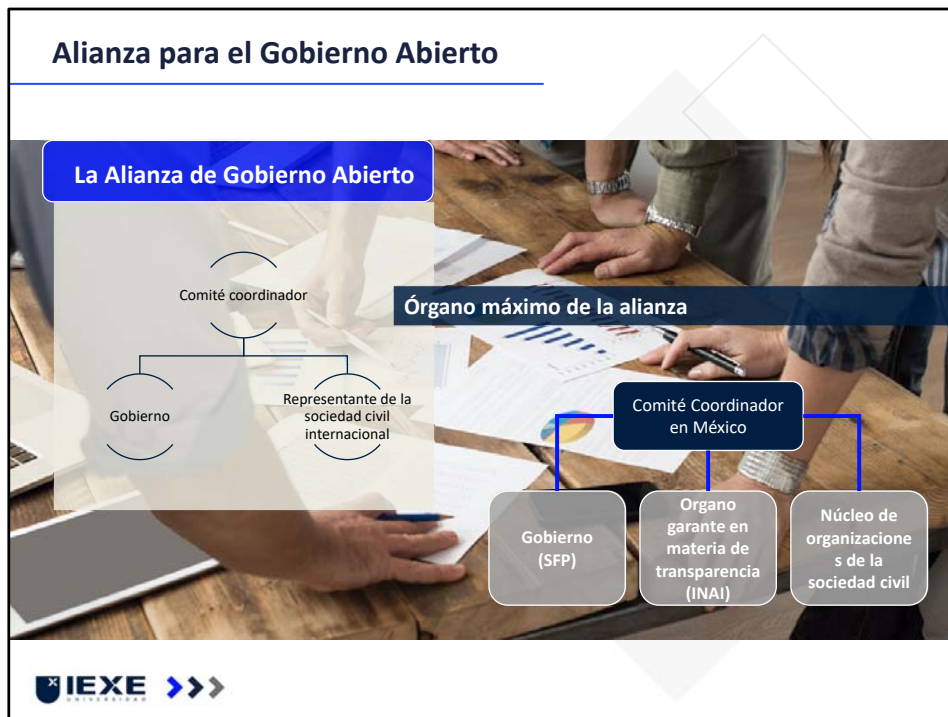 Alianza para el Gobierno Abierto
La Alianza de Gobierno Abierto
Comité coordinador
Gobierno
Representante de la
sociedad civil
internacional
Órgano máximo de la alianza
Comité Coordinador
en México
Gobierno
(SFP)
Organo
garante en
materia de
transparencia
(INAI)
Núcleo de
organizacione
s de la
sociedad civil
IEXE
UNIVERSIDAD